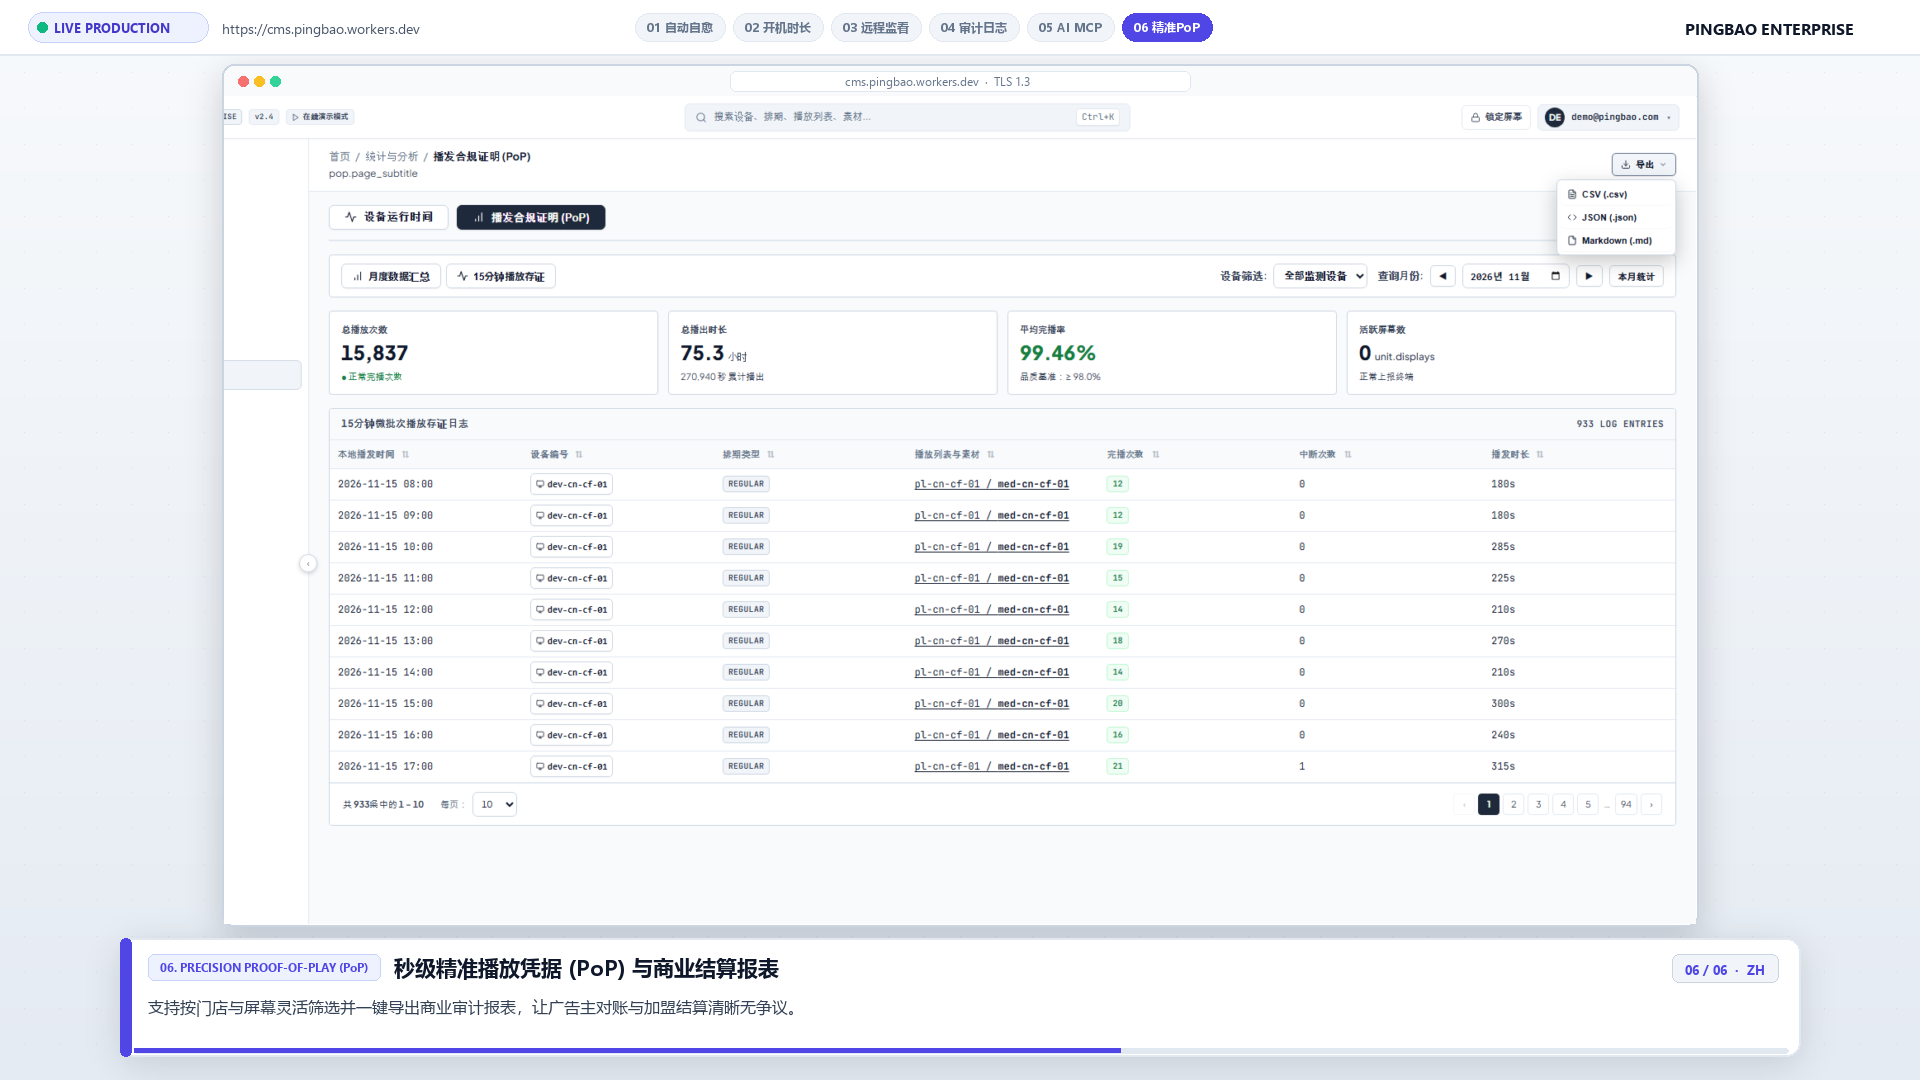 LIVE PRODUCTION
https://cms.pingbao.workers.dev
01 自动自愈
02 开机时长
03 远程监看
04 审计日志
05 AI MCP
06 精准PoP
PINGBAO ENTERPRISE
cms.pingbao.workers.dev · TLS 1.3
ISE
v2.4
在线演示模式
搜索设备、排期、播放列表、素材...
Ctrl+K
锁定屏幕
DE
demo@pingbao.com
首页 / 统计与分析 / 播发合规证明 (PoP)
pop.page_subtitle
导出
CSV (.csv)
JSON (.json)
Markdown (.md)
设备运行时间
播发合规证明 (PoP)
月度数据汇总
15分钟播放存证
设备筛选:
全部监测设备
查询月份:
◀
2026년 11월
▶
本月统计
总播放次数
15,837
● 正常完播次数
总播出时长
75.3 小时
270,940 秒 累计播出
平均完播率
99.46%
品质基准：≥ 98.0%
活跃屏幕数
0 unit.displays
正常上报终端
15分钟微批次播放存证日志
933 LOG ENTRIES
本地播发时间 设备编号 排期类型 播放列表与素材 完播次数 中断次数 播发时长
2026-11-15 08:00 dev-cn-cf-01 REGULAR pl-cn-cf-01 / med-cn-cf-01 12 0 180s
2026-11-15 09:00 dev-cn-cf-01 REGULAR pl-cn-cf-01 / med-cn-cf-01 12 0 180s
2026-11-15 10:00 dev-cn-cf-01 REGULAR pl-cn-cf-01 / med-cn-cf-01 19 0 285s
2026-11-15 11:00 dev-cn-cf-01 REGULAR pl-cn-cf-01 / med-cn-cf-01 15 0 225s
2026-11-15 12:00 dev-cn-cf-01 REGULAR pl-cn-cf-01 / med-cn-cf-01 14 0 210s
2026-11-15 13:00 dev-cn-cf-01 REGULAR pl-cn-cf-01 / med-cn-cf-01 18 0 270s
2026-11-15 14:00 dev-cn-cf-01 REGULAR pl-cn-cf-01 / med-cn-cf-01 14 0 210s
2026-11-15 15:00 dev-cn-cf-01 REGULAR pl-cn-cf-01 / med-cn-cf-01 20 0 300s
2026-11-15 16:00 dev-cn-cf-01 REGULAR pl-cn-cf-01 / med-cn-cf-01 16 0 240s
2026-11-15 17:00 dev-cn-cf-01 REGULAR pl-cn-cf-01 / med-cn-cf-01 21 1 315s
共 933条 中的 1 - 10 每页： 10
‹ 1 2 3 4 5 … 94 ›
06. PRECISION PROOF-OF-PLAY (PoP)
秒级精准播放凭据 (PoP) 与商业结算报表
06 / 06 · ZH
支持按门店与屏幕灵活筛选并一键导出商业审计报表，让广告主对账与加盟结算清晰无争议。